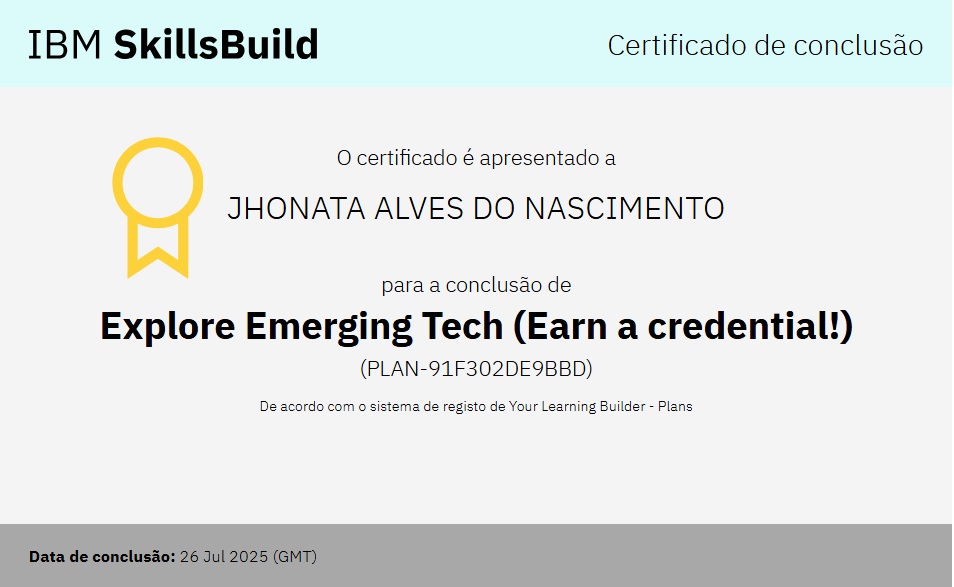 IBM SkillsBuild
Certificado de conclusão
O certificado é apresentado a
JHONATA ALVES DO NASCIMENTO
para a conclusão de
Explore Emerging Tech (Earn a credential!)
(PLAN-91F302DE9BBD)
De acordo com o sistema de registo de Your Learning Builder - Plans
Data de conclusão: 26 Jul 2025 (GMT)